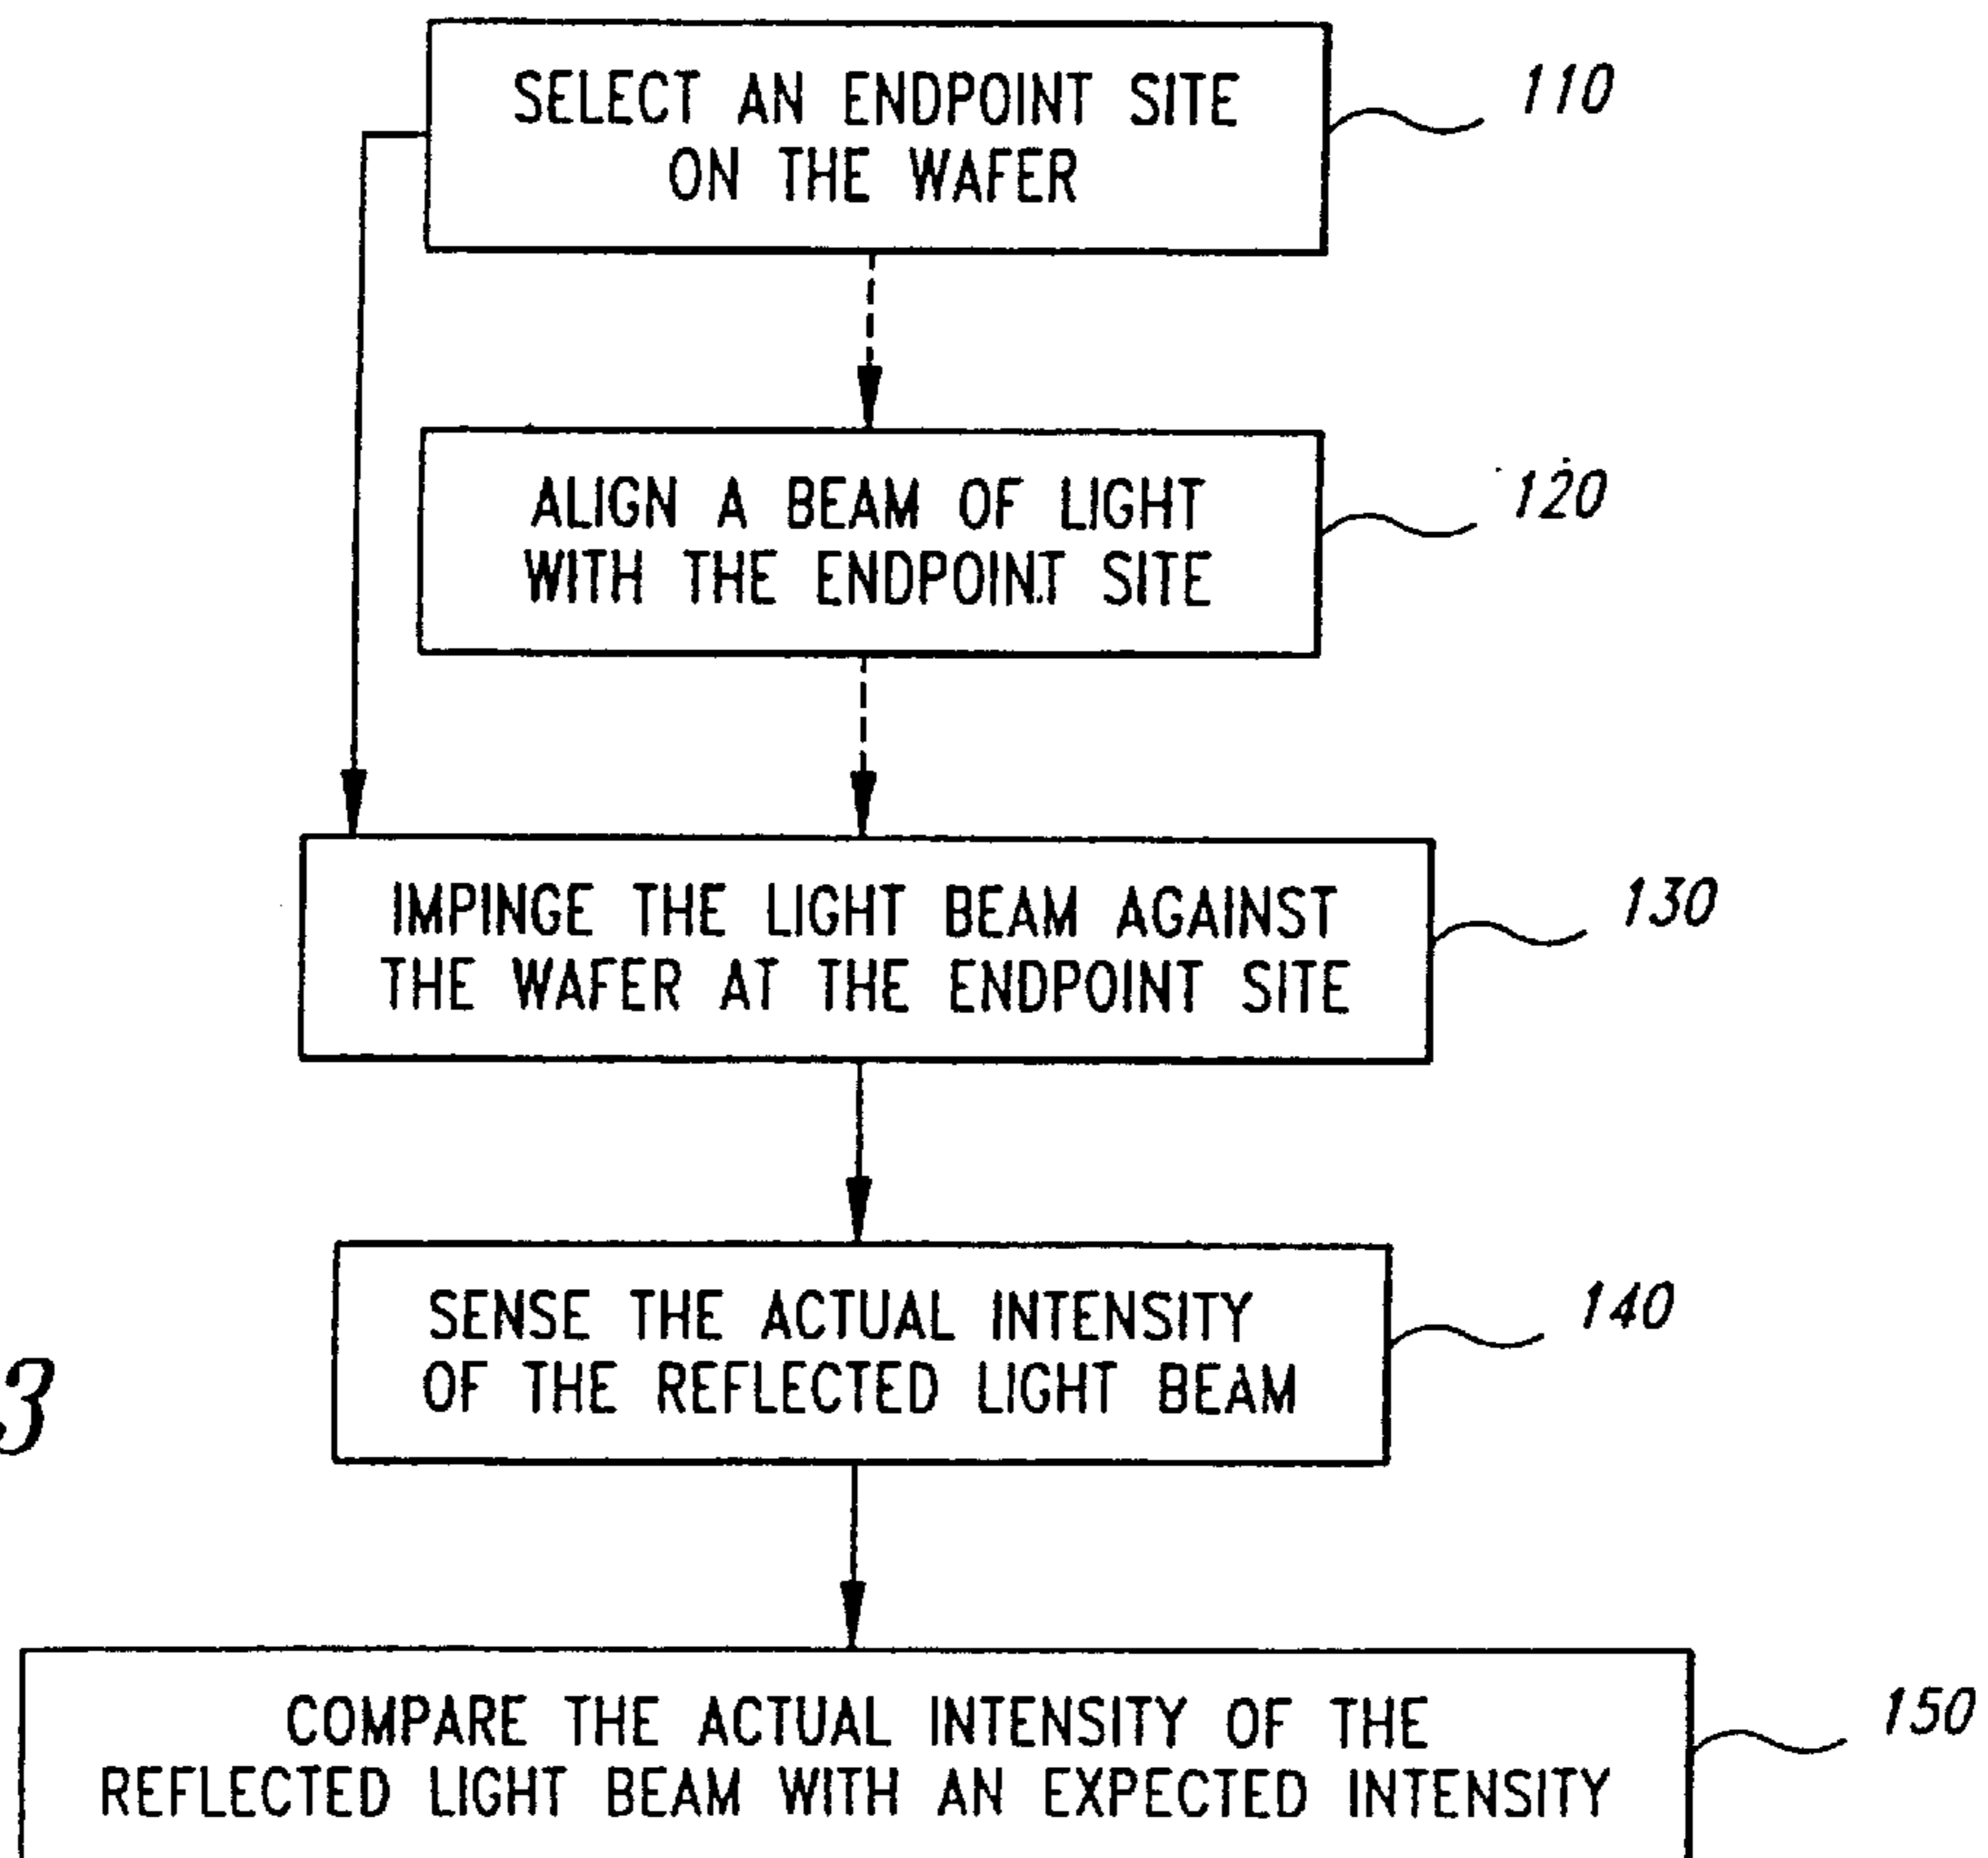 SELECT AN ENDPOINT SITE
ON THE WAFER
110
ALIGN A BEAM OF LIGHT
WITH THE ENDPOINT SITE
120
IMPINGE THE LIGHT BEAM AGAINST
THE WAFER AT THE ENDPOINT SITE
130
SENSE THE ACTUAL INTENSITY
OF THE REFLECTED LIGHT BEAM
140
3
COMPARE THE ACTUAL INTENSITY OF THE
REFLECTED LIGHT BEAM WITH AN EXPECTED INTENSITY
150